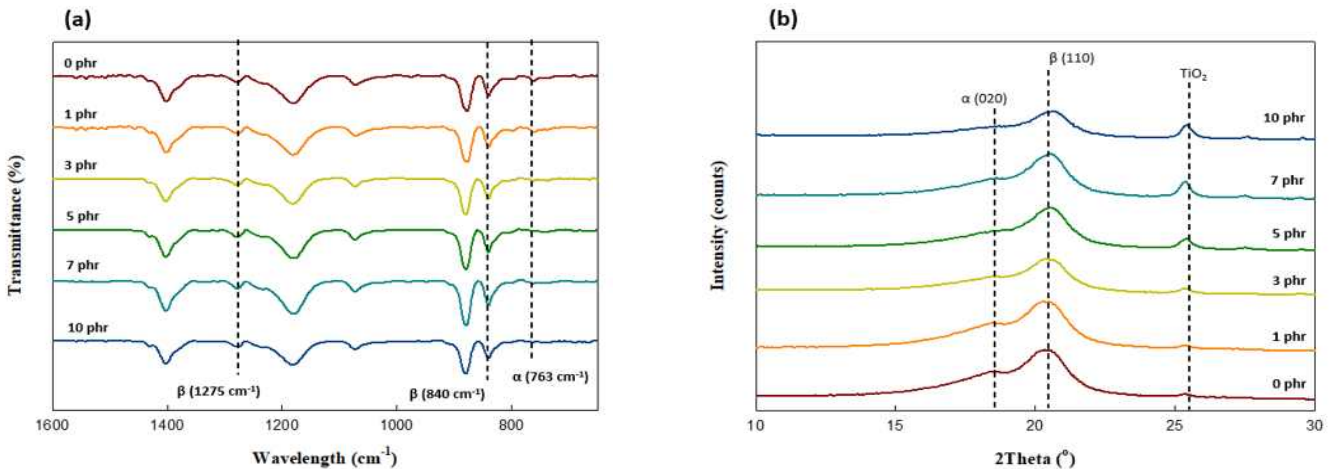 (a)
0 phr
1 phr
3 phr
5 phr
7 phr
10 phr
β (1275 cm⁻¹)
β (840 cm⁻¹)
α (763 cm⁻¹)
Transmittance (%)
1600
1400
1200
1000
800
Wavelength (cm⁻¹)
(b)
β (110)
α (020)
TiO₂
10 phr
7 phr
5 phr
3 phr
1 phr
0 phr
Intensity (counts)
10
15
20
25
30
2Theta (°)